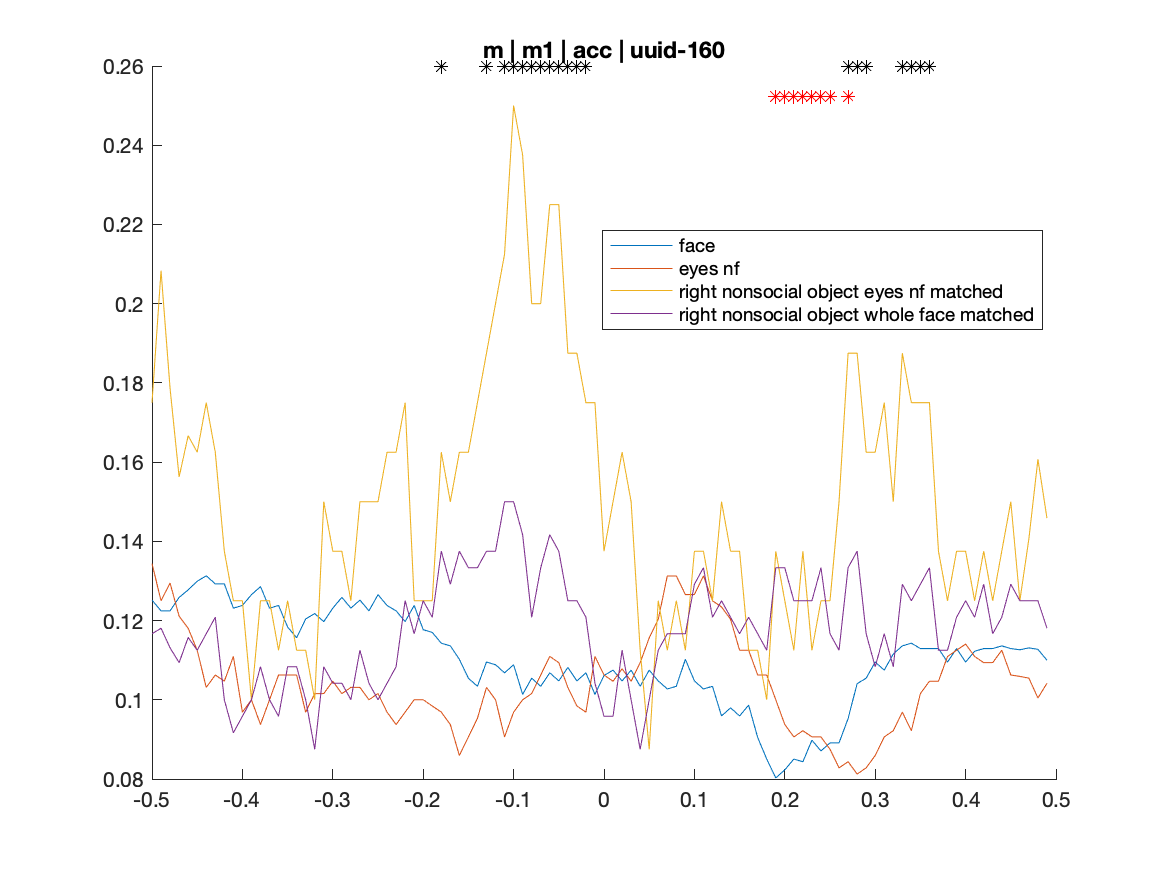 m | m1 | acc | uuid-160
0.26
0.24
0.22
0.2
0.18
0.16
0.14
0.12
0.1
0.08
face
eyes nf
right nonsocial object eyes nf matched
right nonsocial object whole face matched
-0.5 -0.4 -0.3 -0.2 -0.1 0 0.1 0.2 0.3 0.4 0.5